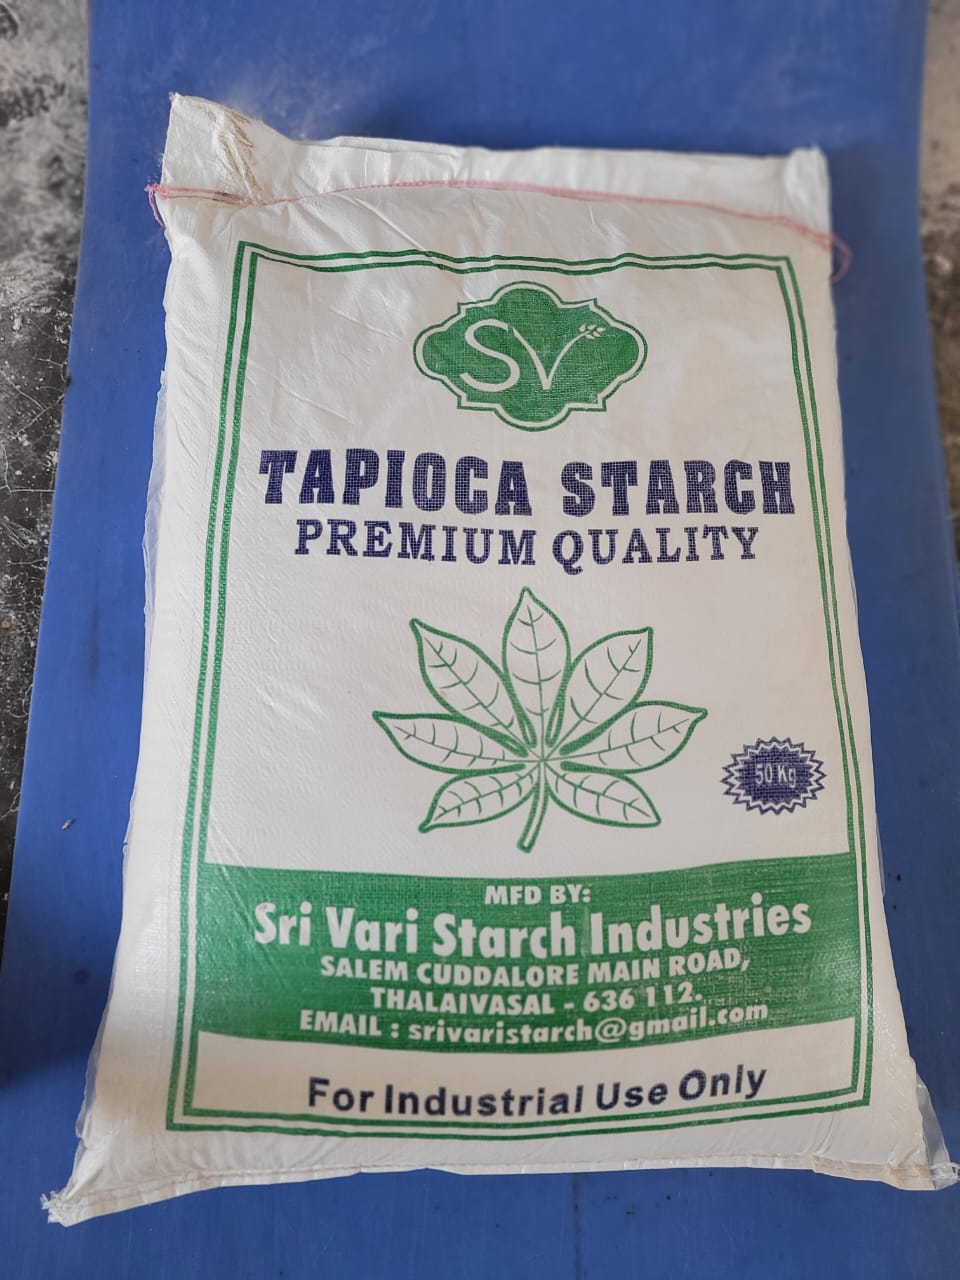 SV
TAPIOCA STARCH
PREMIUM QUALITY
50 Kg
MFD BY:
Sri Vari Starch Industries
SALEM CUDDALORE MAIN ROAD,
THALAIVASAL - 636 112.
EMAIL : srivaristarch@gmail.com
For Industrial Use Only